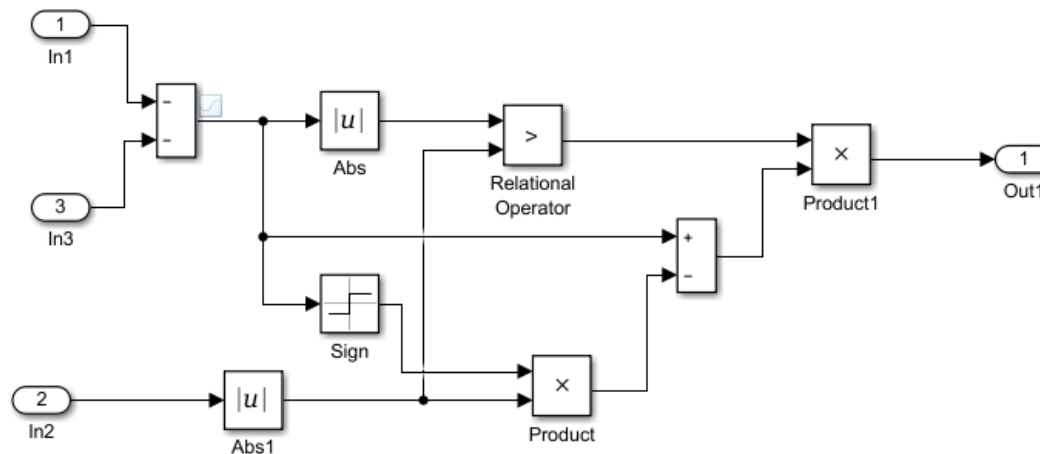 1
In1
-
-
3
In3
|u|
Abs
>
Relational
Operator
×
Product1
1
Out1
+
-
Sign
2
In2
|u|
Abs1
×
Product